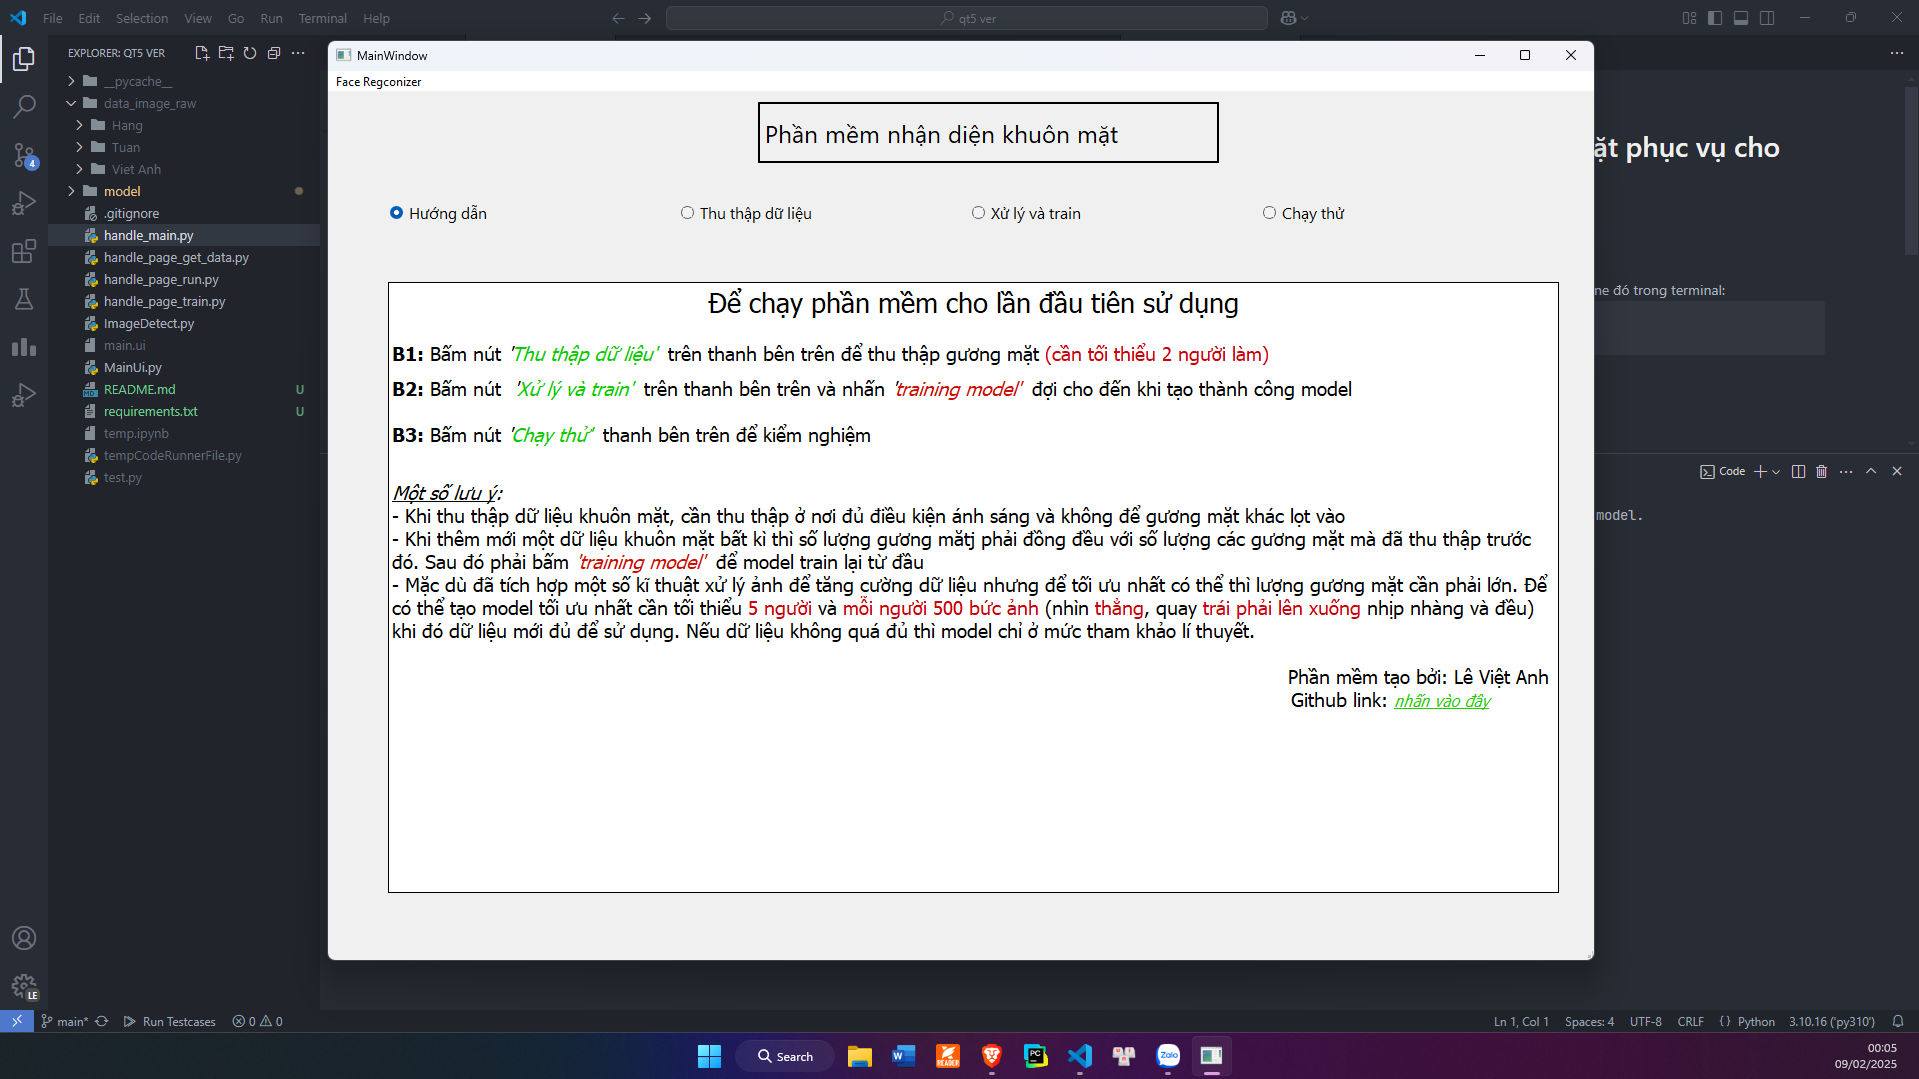 File Edit Selection View Go Run Terminal Help
qt5 ver
EXPLORER: QT5 VER
__pycache__
data_image_raw
Hang
Tuan
Viet Anh
model
.gitignore
handle_main.py
handle_page_get_data.py
handle_page_run.py
handle_page_train.py
ImageDetect.py
main.ui
MainUi.py
README.md U
requirements.txt U
temp.ipynb
tempCodeRunnerFile.py
test.py
4
LE
MainWindow
Face Regconizer
Phần mềm nhận diện khuôn mặt
Hướng dẫn Thu thập dữ liệu Xử lý và train Chạy thử
Để chạy phần mềm cho lần đầu tiên sử dụng
B1: Bấm nút 'Thu thập dữ liệu' trên thanh bên trên để thu thập gương mặt (cần tối thiểu 2 người làm)
B2: Bấm nút 'Xử lý và train' trên thanh bên trên và nhấn 'training model' đợi cho đến khi tạo thành công model
B3: Bấm nút 'Chạy thử' thanh bên trên để kiểm nghiệm
Một số lưu ý:
- Khi thu thập dữ liệu khuôn mặt, cần thu thập ở nơi đủ điều kiện ánh sáng và không để gương mặt khác lọt vào
- Khi thêm mới một dữ liệu khuôn mặt bất kì thì số lượng gương mặtj phải đồng đều với số lượng các gương mặt mà đã thu thập trước
đó. Sau đó phải bấm 'training model' để model train lại từ đầu
- Mặc dù đã tích hợp một số kĩ thuật xử lý ảnh để tăng cường dữ liệu nhưng để tối ưu nhất có thể thì lượng gương mặt cần phải lớn. Để
có thể tạo model tối ưu nhất cần tối thiểu 5 người và mỗi người 500 bức ảnh (nhìn thẳng, quay trái phải lên xuống nhịp nhàng và đều)
khi đó dữ liệu mới đủ để sử dụng. Nếu dữ liệu không quá đủ thì model chỉ ở mức tham khảo lí thuyết.
Phần mềm tạo bởi: Lê Việt Anh
Github link: nhấn vào đây
ặt phục vụ cho
ne đó trong terminal:
Code
model.
main* Run Testcases 0 0
Ln 1, Col 1 Spaces: 4 UTF-8 CRLF {} Python 3.10.16 ('py310')
Search
READER
PC
Zalo
00:05
09/02/2025